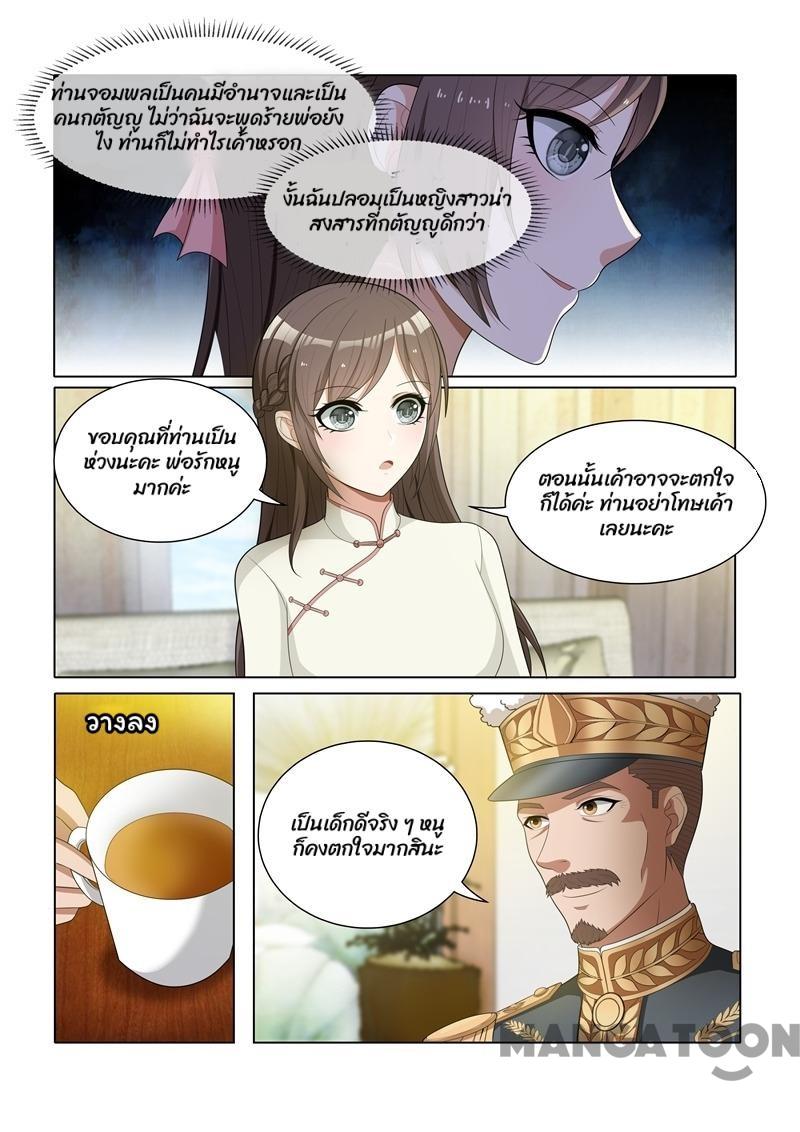 ท่านจอมพลเป็นคนมีอำนาจและเป็น
คนกตัญญู ไม่ว่าฉันจะพูดร้ายพ่อยัง
ไง ท่านก็ไม่ทำไรเค้าหรอก
งั้นฉันปลอมเป็นหญิงสาวน่า
สงสารที่กตัญญูดีกว่า
ขอบคุณที่ท่านเป็น
ห่วงนะคะ พ่อรักหนู
มากค่ะ
ตอนนั้นเค้าอาจจะตกใจ
ก็ได้ค่ะ ท่านอย่าโทษเค้า
เลยนะคะ
วางลง
เป็นเด็กดีจริง ๆ หนู
ก็คงตกใจมากสินะ
MANGATOON